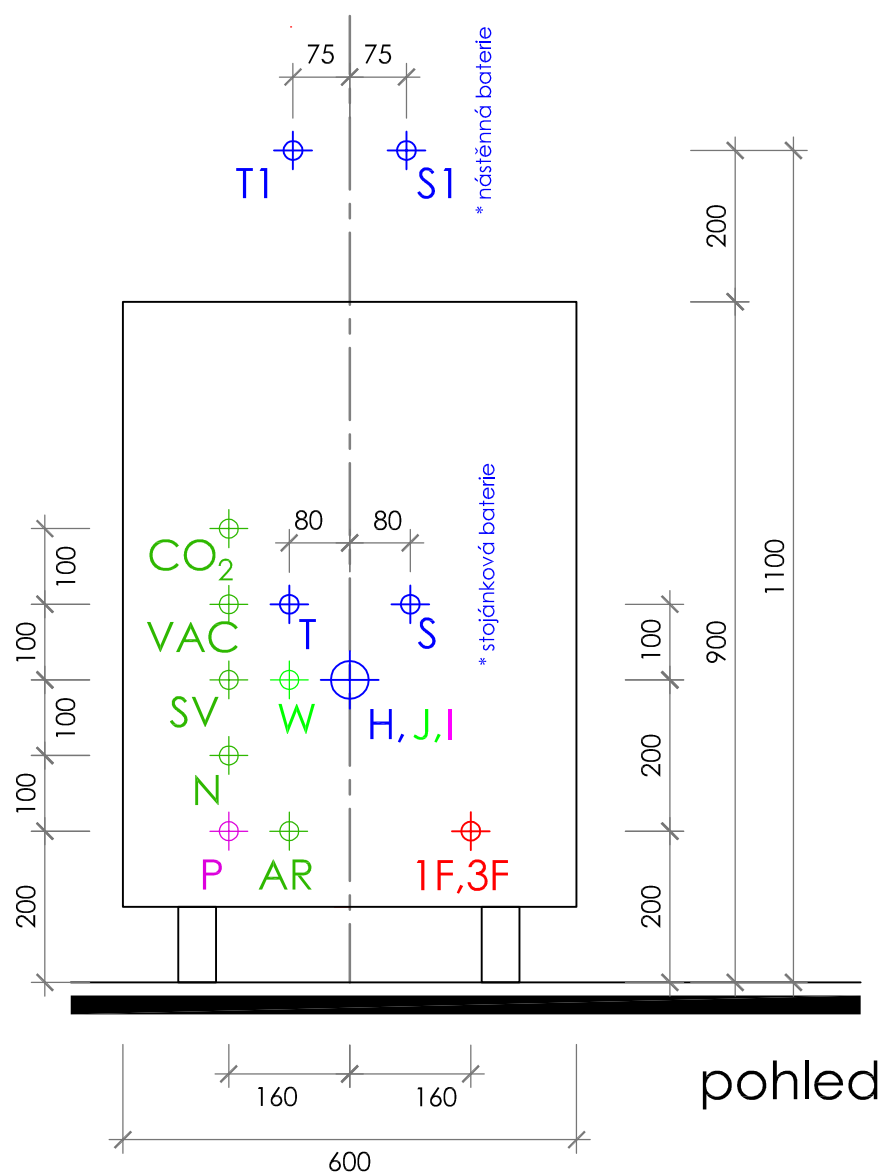 75 75
* nástěnná baterie
T1 S1
200
1100
900
80 80
* stojánková baterie
CO2
100
T S
VAC
100
100
SV W H, J,I
100
200
N
100
P AR 1F,3F
200
200
160 160
600
pohled